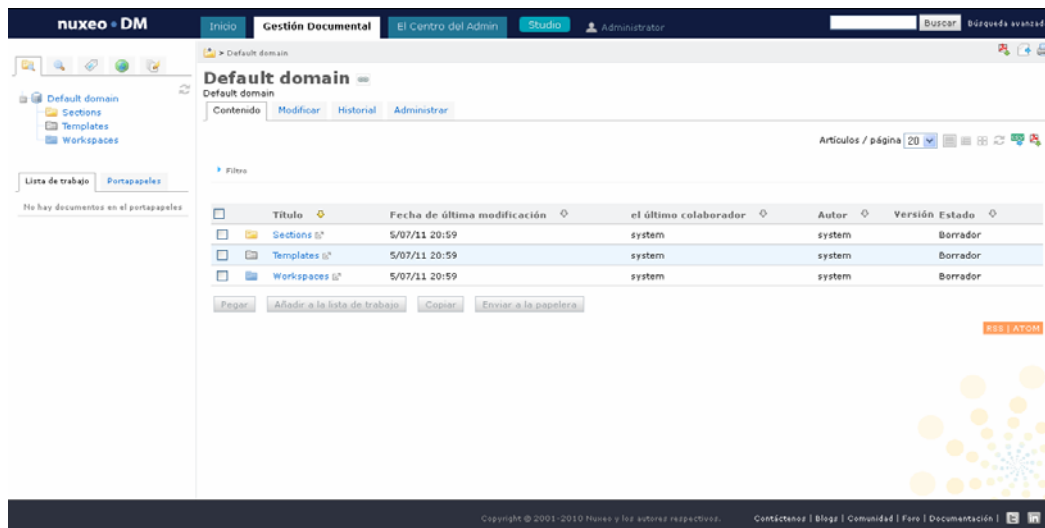 nuxeo DM
Inicio Gestión Documental El Centro del Admin Studio Administrator Buscar Búsqueda avanzad
> Default domain
Default domain
Default domain
Contenido Modificar Historial Administrar
Default domain
Sections
Templates
Workspaces
Lista de trabajo Portapapeles
No hay documentos en el portapapeles
Artículos / página 20
Filtro
Título Fecha de última modificación el último colaborador Autor Versión Estado
Sections 5/07/11 20:59 system system Borrador
Templates 5/07/11 20:59 system system Borrador
Workspaces 5/07/11 20:59 system system Borrador
Pegar Añadir a la lista de trabajo Copiar Enviar a la papelera
RSS | ATOM
Copyright © 2001-2010 Nuxeo y los autores respectivos. Contáctenos | Blogs | Comunidad | Foro | Documentación |